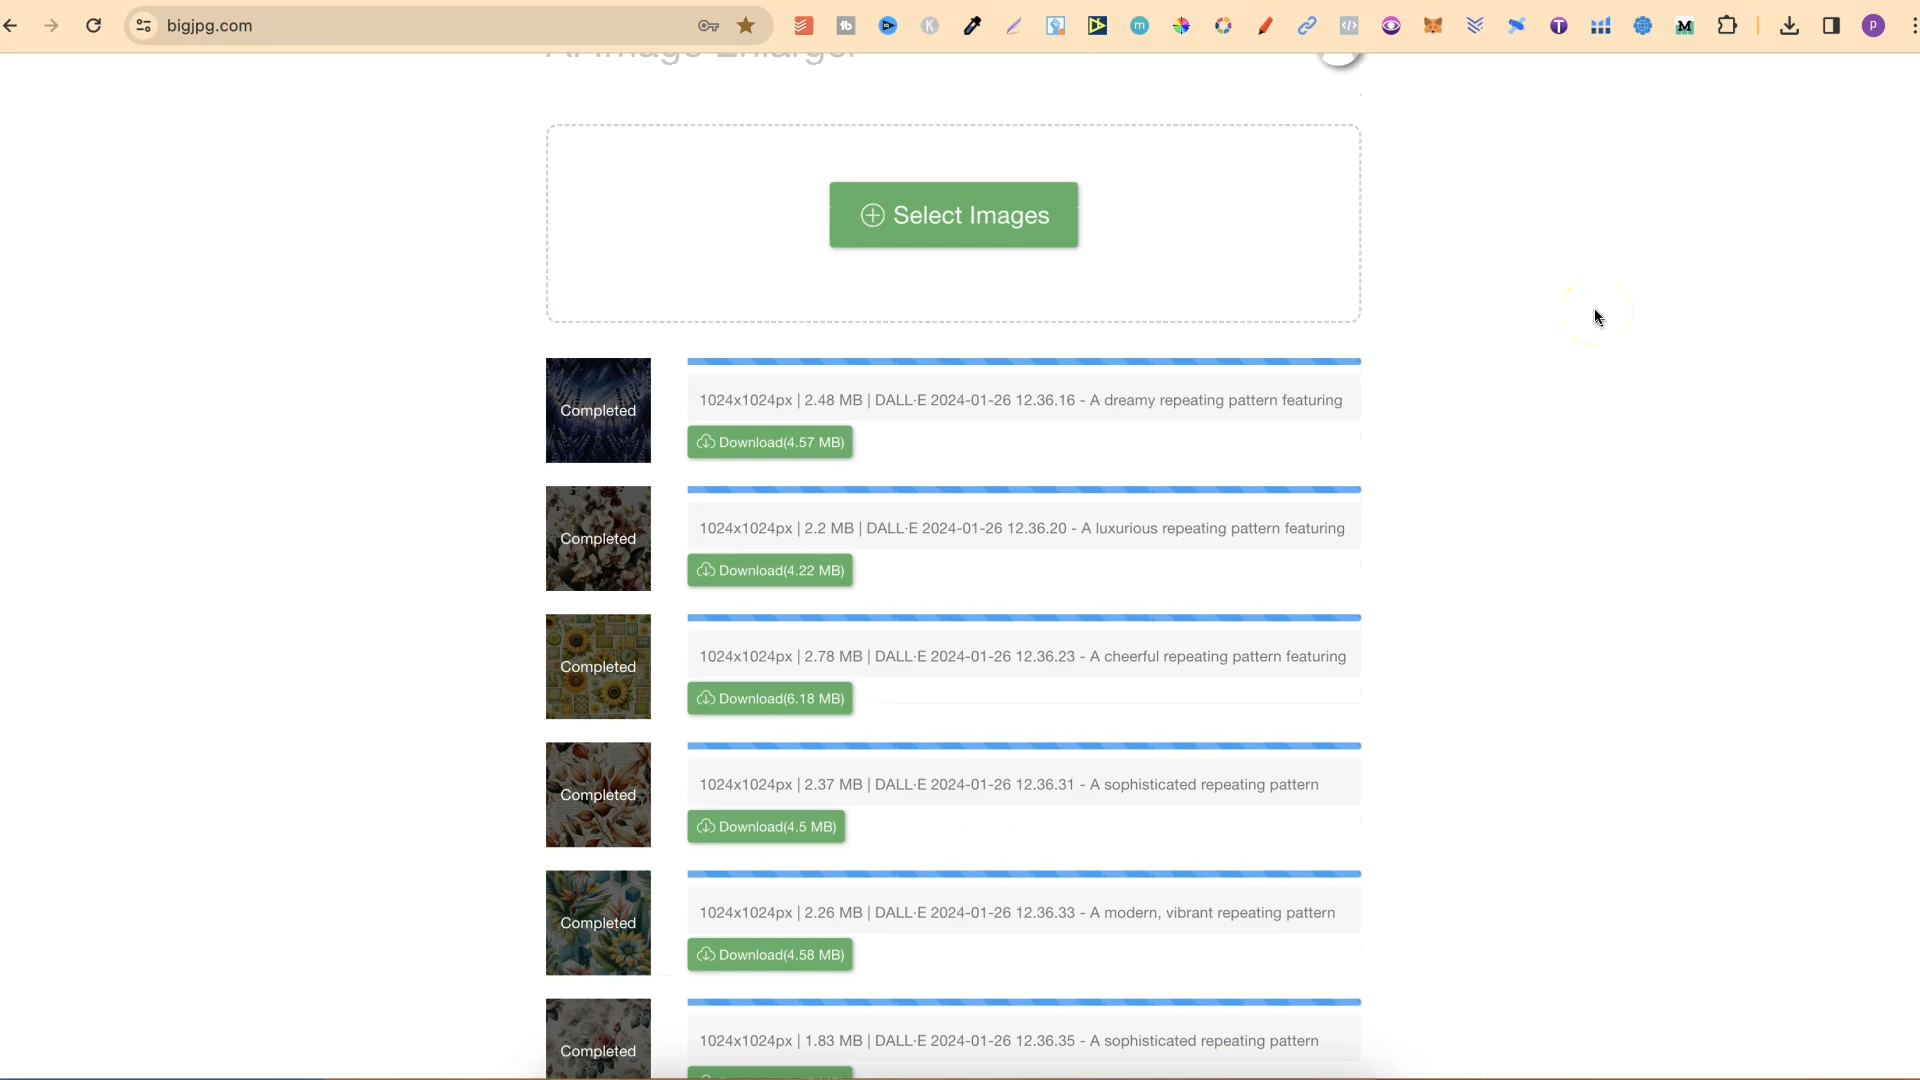 bigjpg.com
AI Image Enlarger
Select Images
Completed
1024x1024px | 2.48 MB | DALL·E 2024-01-26 12.36.16 - A dreamy repeating pattern featuring
Download(4.57 MB)
Completed
1024x1024px | 2.2 MB | DALL·E 2024-01-26 12.36.20 - A luxurious repeating pattern featuring
Download(4.22 MB)
Completed
1024x1024px | 2.78 MB | DALL·E 2024-01-26 12.36.23 - A cheerful repeating pattern featuring
Download(6.18 MB)
Completed
1024x1024px | 2.37 MB | DALL·E 2024-01-26 12.36.31 - A sophisticated repeating pattern
Download(4.5 MB)
Completed
1024x1024px | 2.26 MB | DALL·E 2024-01-26 12.36.33 - A modern, vibrant repeating pattern
Download(4.58 MB)
Completed
1024x1024px | 1.83 MB | DALL·E 2024-01-26 12.36.35 - A sophisticated repeating pattern